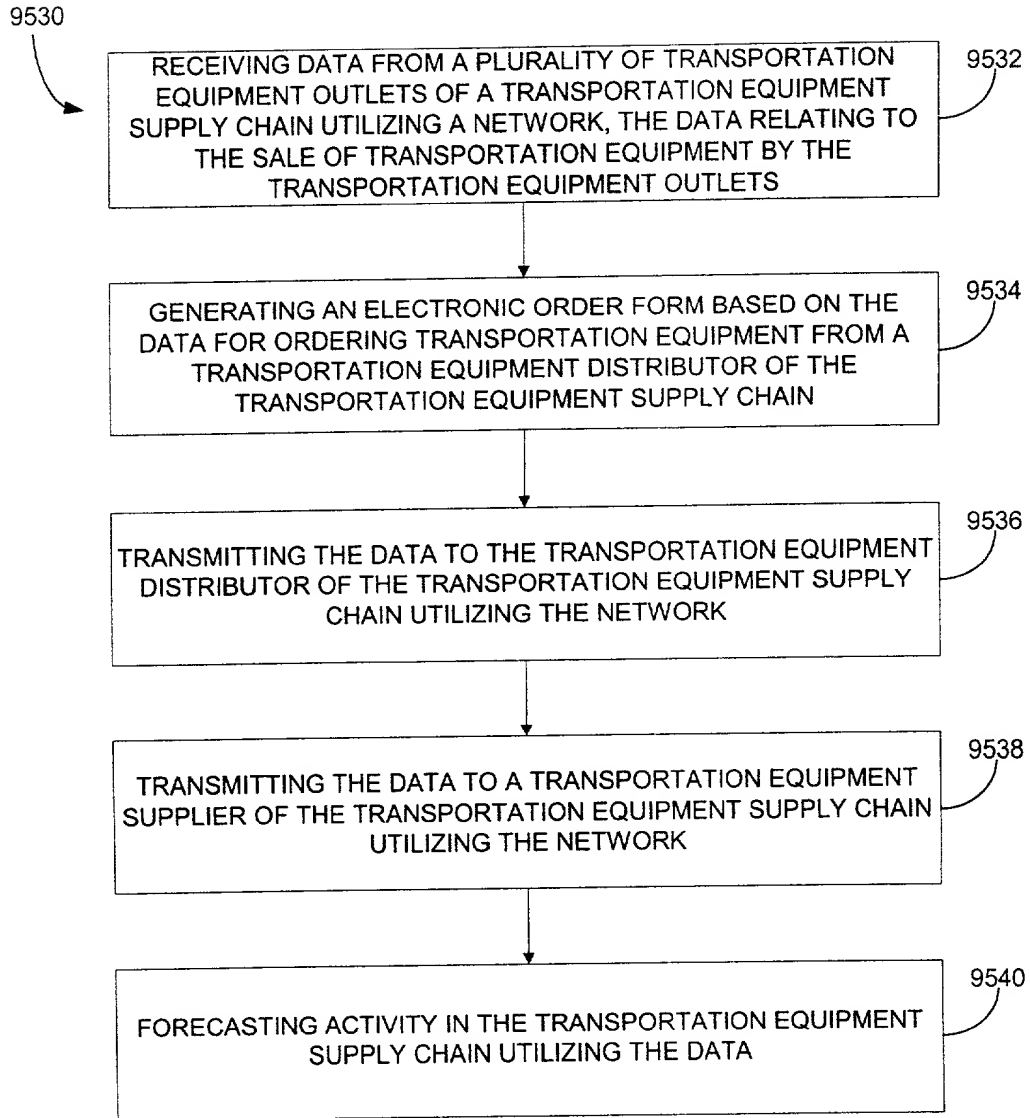 9530
RECEIVING DATA FROM A PLURALITY OF TRANSPORTATION
EQUIPMENT OUTLETS OF A TRANSPORTATION EQUIPMENT
SUPPLY CHAIN UTILIZING A NETWORK, THE DATA RELATING TO
THE SALE OF TRANSPORTATION EQUIPMENT BY THE
TRANSPORTATION EQUIPMENT OUTLETS
9532
GENERATING AN ELECTRONIC ORDER FORM BASED ON THE
DATA FOR ORDERING TRANSPORTATION EQUIPMENT FROM A
TRANSPORTATION EQUIPMENT DISTRIBUTOR OF THE
TRANSPORTATION EQUIPMENT SUPPLY CHAIN
9534
TRANSMITTING THE DATA TO THE TRANSPORTATION EQUIPMENT
DISTRIBUTOR OF THE TRANSPORTATION EQUIPMENT SUPPLY
CHAIN UTILIZING THE NETWORK
9536
TRANSMITTING THE DATA TO A TRANSPORTATION EQUIPMENT
SUPPLIER OF THE TRANSPORTATION EQUIPMENT SUPPLY CHAIN
UTILIZING THE NETWORK
9538
FORECASTING ACTIVITY IN THE TRANSPORTATION EQUIPMENT
SUPPLY CHAIN UTILIZING THE DATA
9540